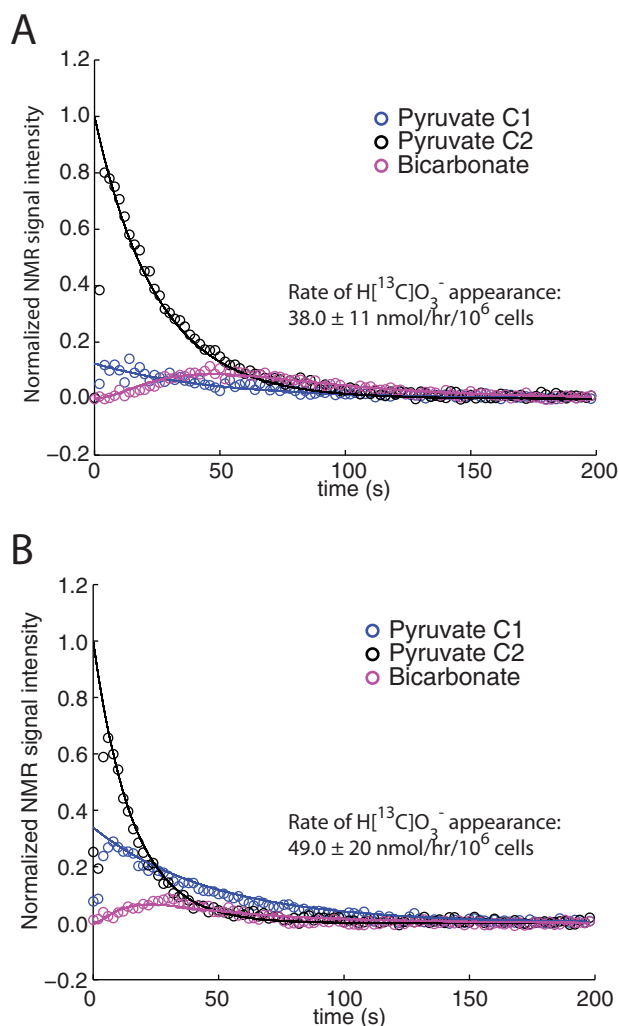 A
1.2
1.0
0.8
0.6
0.4
0.2
0.0
−0.2
Normalized NMR signal intensity
Pyruvate C1
Pyruvate C2
Bicarbonate
Rate of H[¹³C]O₃⁻ appearance:
38.0 ± 11 nmol/hr/10⁶ cells
0 50 100 150 200
time (s)
B
1.2
1.0
0.8
0.6
0.4
0.2
0.0
−0.2
Normalized NMR signal intensity
Pyruvate C1
Pyruvate C2
Bicarbonate
Rate of H[¹³C]O₃⁻ appearance:
49.0 ± 20 nmol/hr/10⁶ cells
0 50 100 150 200
time (s)